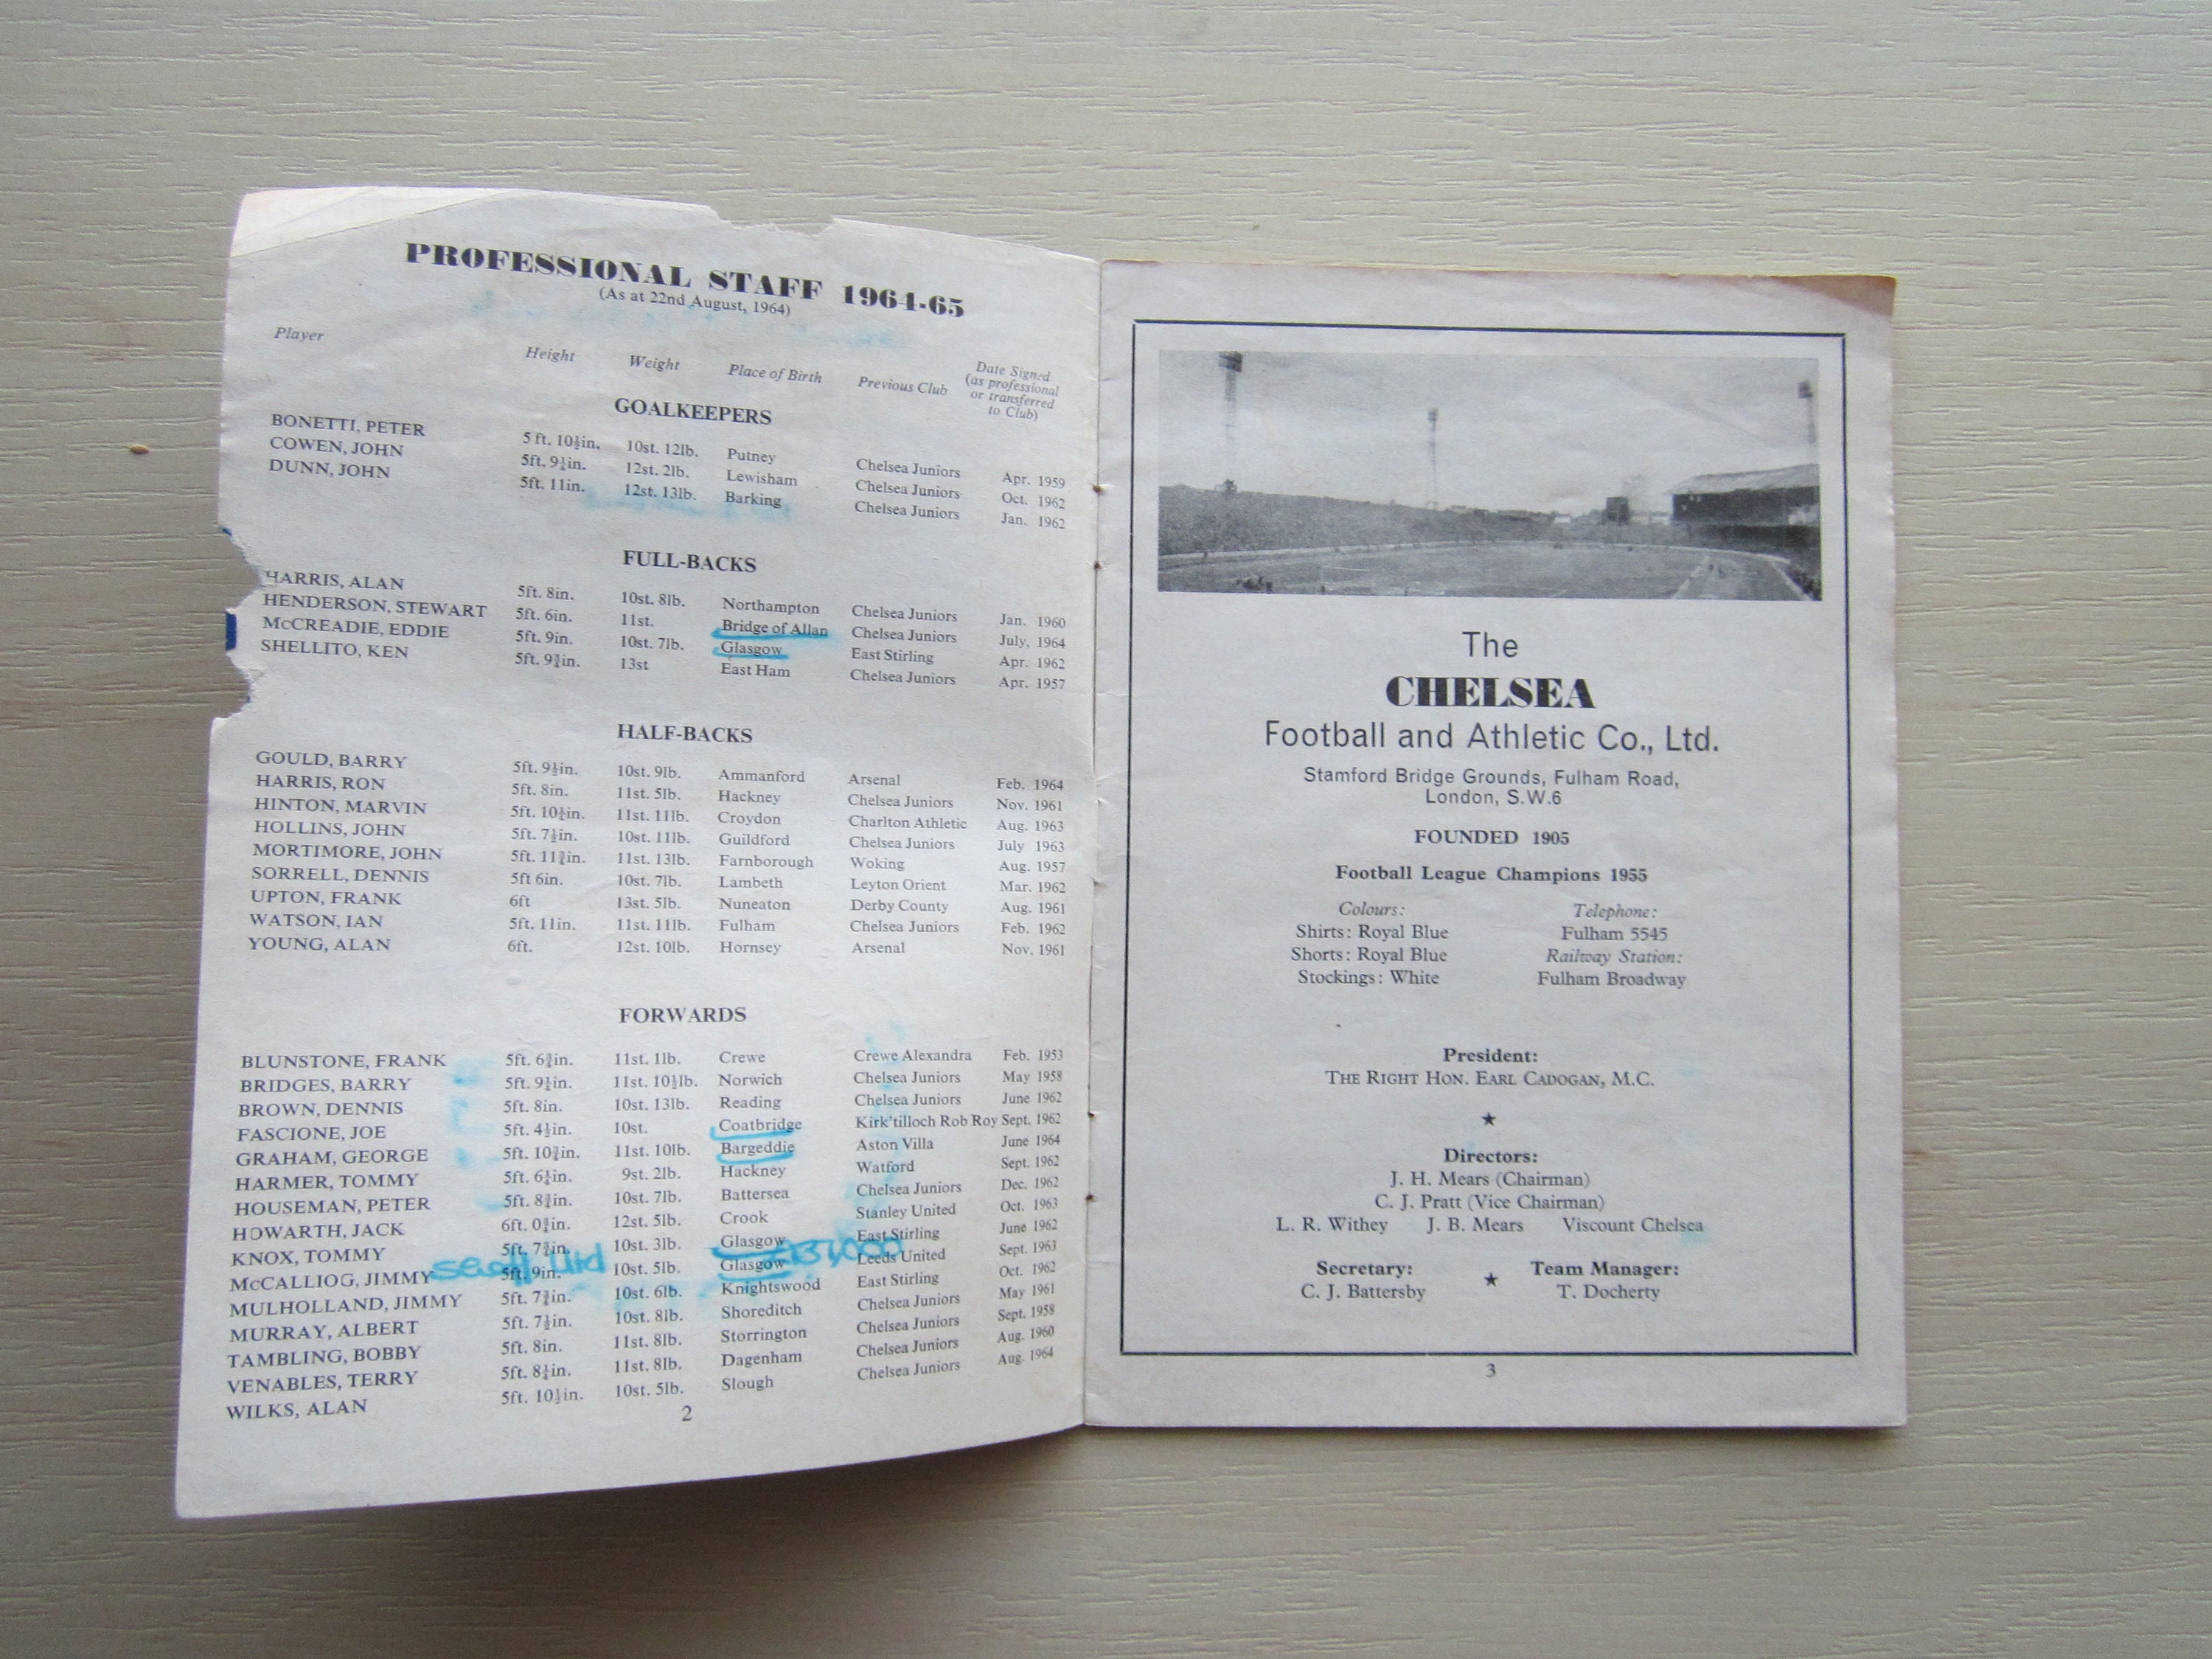 PROFESSIONAL STAFF 1964-65
(As at 22nd August, 1964)
Player Height Weight Place of Birth Previous Club Date Signed
(as professional
or transferred
to Club)
GOALKEEPERS
BONETTI, PETER 5 ft. 10½in. 10st. 12lb. Putney Chelsea Juniors Apr. 1959
COWEN, JOHN 5ft. 9½in. 12st. 2lb. Lewisham Chelsea Juniors Oct. 1962
DUNN, JOHN 5ft. 11in. 12st. 13lb. Barking Chelsea Juniors Jan. 1962
FULL-BACKS
HARRIS, ALAN 5ft. 8in. 10st. 8lb. Northampton Chelsea Juniors Jan. 1960
HENDERSON, STEWART 5ft. 6in. 11st. Bridge of Allan Chelsea Juniors July, 1964
McCREADIE, EDDIE 5ft. 9in. 10st. 7lb. Glasgow East Stirling Apr. 1962
SHELLITO, KEN 5ft. 9¾in. 13st East Ham Chelsea Juniors Apr. 1957
HALF-BACKS
GOULD, BARRY 5ft. 9½in. 10st. 9lb. Ammanford Arsenal Feb. 1964
HARRIS, RON 5ft. 8in. 11st. 5lb. Hackney Chelsea Juniors Nov. 1961
HINTON, MARVIN 5ft. 10½in. 11st. 11lb. Croydon Charlton Athletic Aug. 1963
HOLLINS, JOHN 5ft. 7½in. 10st. 11lb. Guildford Chelsea Juniors July 1963
MORTIMORE, JOHN 5ft. 11¾in. 11st. 13lb. Farnborough Woking Aug. 1957
SORRELL, DENNIS 5ft 6in. 10st. 7lb. Lambeth Leyton Orient Mar. 1962
UPTON, FRANK 6ft 13st. 5lb. Nuneaton Derby County Aug. 1961
WATSON, IAN 5ft. 11in. 11st. 11lb. Fulham Chelsea Juniors Feb. 1962
YOUNG, ALAN 6ft. 12st. 10lb. Hornsey Arsenal Nov. 1961
FORWARDS
BLUNSTONE, FRANK 5ft. 6¾in. 11st. 1lb. Crewe Crewe Alexandra Feb. 1953
BRIDGES, BARRY 5ft. 9¼in. 11st. 10½lb. Norwich Chelsea Juniors May 1958
BROWN, DENNIS 5ft. 8in. 10st. 13lb. Reading Chelsea Juniors June 1962
FASCIONE, JOE 5ft. 4½in. 10st. Coatbridge Kirk'tilloch Rob Roy Sept. 1962
GRAHAM, GEORGE 5ft. 10¾in. 11st. 10lb. Bargeddie Aston Villa June 1964
HARMER, TOMMY 5ft. 6½in. 9st. 2lb. Hackney Watford Sept. 1962
HOUSEMAN, PETER 5ft. 8¾in. 10st. 7lb. Battersea Chelsea Juniors Dec. 1962
HOWARTH, JACK 6ft. 0¾in. 12st. 5lb. Crook Stanley United Oct. 1963
KNOX, TOMMY 5ft. 7¾in. 10st. 3lb. Glasgow East Stirling June 1962
McCALLIOG, JIMMY 5ft. 9in. 10st. 5lb. Glasgow Leeds United Sept. 1963
MULHOLLAND, JIMMY 5ft. 7¾in. 10st. 6lb. Knightswood East Stirling Oct. 1962
MURRAY, ALBERT 5ft. 7½in. 10st. 8lb. Shoreditch Chelsea Juniors May 1961
TAMBLING, BOBBY 5ft. 8in. 11st. 8lb. Storrington Chelsea Juniors Sept. 1958
VENABLES, TERRY 5ft. 8½in. 11st. 8lb. Dagenham Chelsea Juniors Aug. 1960
WILKS, ALAN 5ft. 10½in. 10st. 5lb. Slough Chelsea Juniors Aug. 1964
2
The
CHELSEA
Football and Athletic Co., Ltd.
Stamford Bridge Grounds, Fulham Road,
London, S.W.6
FOUNDED 1905
Football League Champions 1955
Colours: Telephone:
Shirts: Royal Blue Fulham 5545
Shorts: Royal Blue Railway Station:
Stockings: White Fulham Broadway
President:
THE RIGHT HON. EARL CADOGAN, M.C.
★
Directors:
J. H. Mears (Chairman)
C. J. Pratt (Vice Chairman)
L. R. Withey J. B. Mears Viscount Chelsea
Secretary: ★ Team Manager:
C. J. Battersby T. Docherty
3